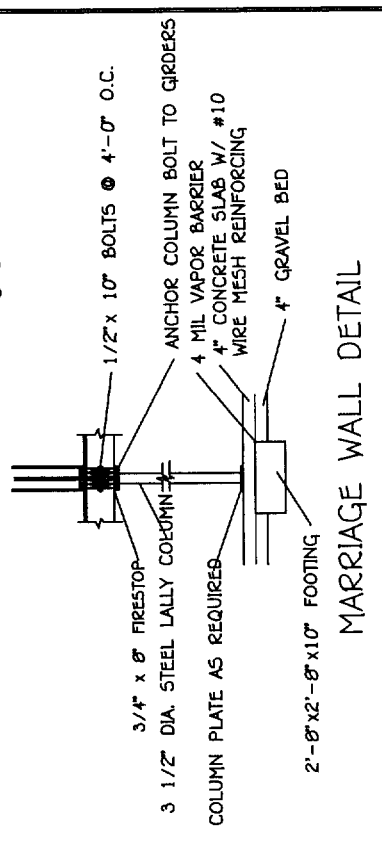 1/2" x 10" BOLTS @ 4'-0" O.C.
ANCHOR COLUMN BOLT TO GIRDERS
4 MIL VAPOR BARRIER
4" CONCRETE SLAB W/ #10
WIRE MESH REINFORCING
4" GRAVEL BED
3/4" x 8" FIRESTOP
3 1/2" DIA. STEEL LALLY COLUMN
COLUMN PLATE AS REQUIRED
2'-8"x2'-8"x10" FOOTING
MARRIAGE WALL DETAIL